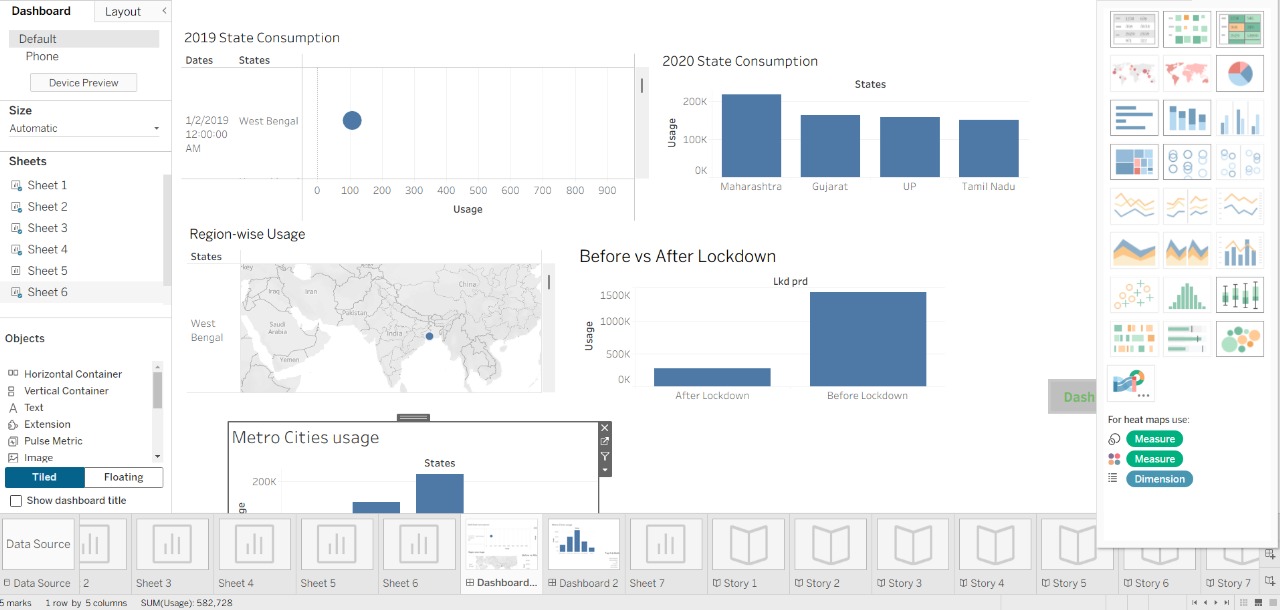 Dashboard
Layout
Default
Phone
Device Preview
Size
Automatic
Sheets
Sheet 1
Sheet 2
Sheet 3
Sheet 4
Sheet 5
Sheet 6
Objects
Horizontal Container
Vertical Container
Text
Extension
Pulse Metric
Image
Tiled
Floating
Show dashboard title
2019 State Consumption
Dates
States
1/2/2019
12:00:00
AM
West Bengal
0
100
200
300
400
500
600
700
800
900
Usage
2020 State Consumption
States
200K
100K
0K
Usage
Maharashtra
Gujarat
UP
Tamil Nadu
Region-wise Usage
States
West
Bengal
Iraq
Iran
Pakistan
China
Saudi
Arabia
India
Yemen
Before vs After Lockdown
Lkd prd
1500K
1000K
500K
0K
Usage
After Lockdown
Before Lockdown
Dash
Metro Cities usage
States
200K
For heat maps use:
Measure
Measure
Dimension
Data Source
Data Source
2
Sheet 3
Sheet 4
Sheet 5
Sheet 6
Dashboard...
Dashboard 2
Sheet 7
Story 1
Story 2
Story 3
Story 4
Story 5
Story 6
Story 7
5 marks
1 row by 5 columns
SUM(Usage): 582,728